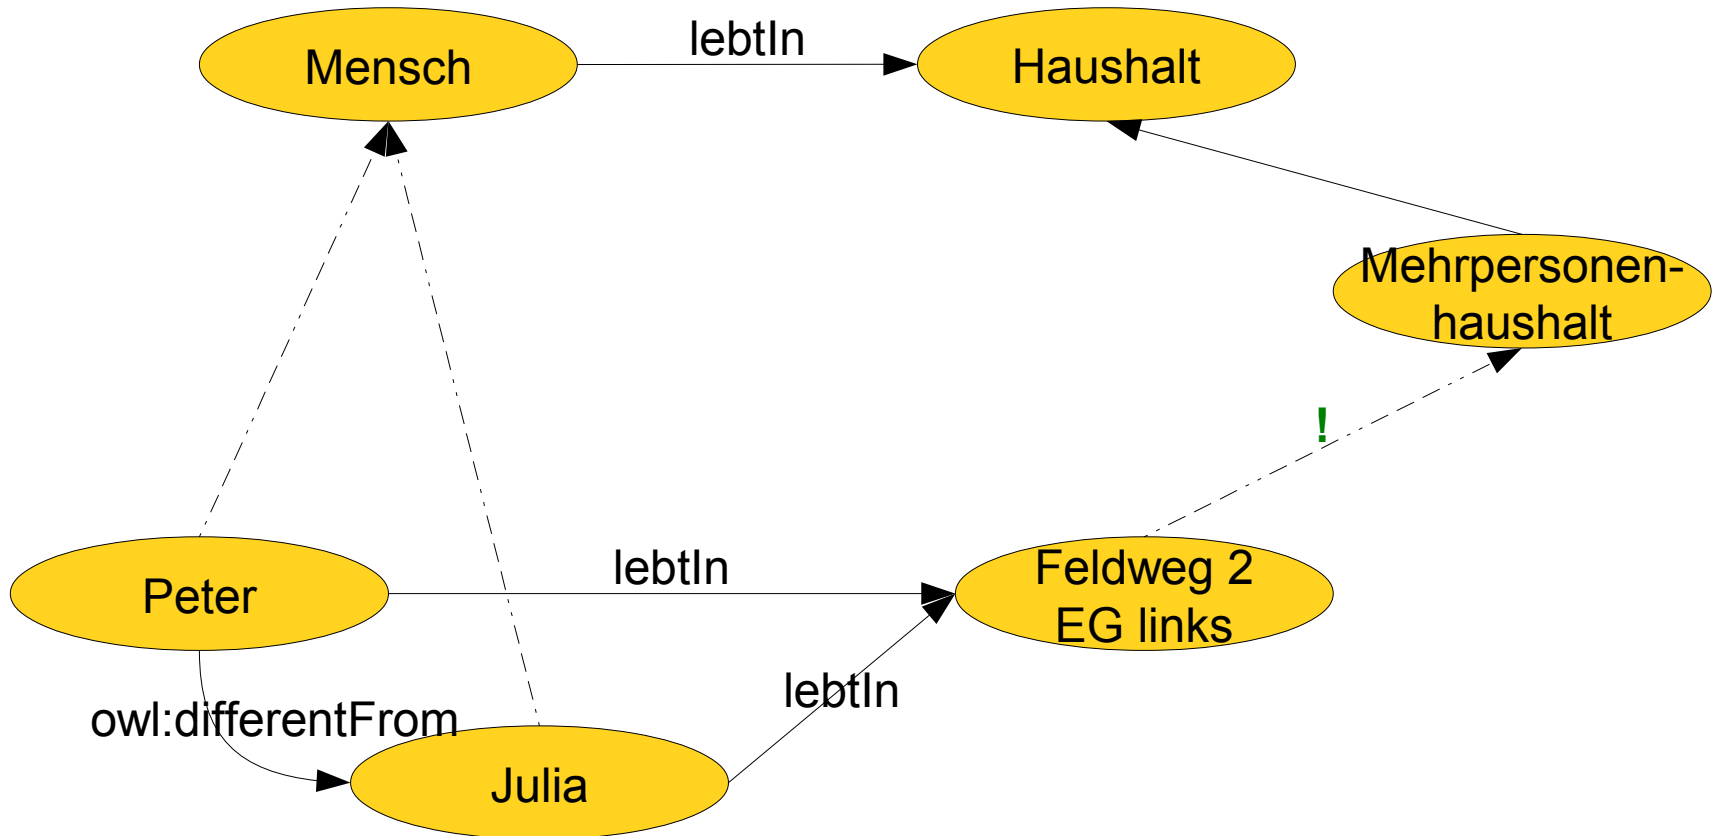 lebtIn
Mensch
Haushalt
Mehrpersonen-
haushalt
!
lebtIn
Feldweg 2
EG links
Peter
lebtIn
owl:differentFrom
Julia